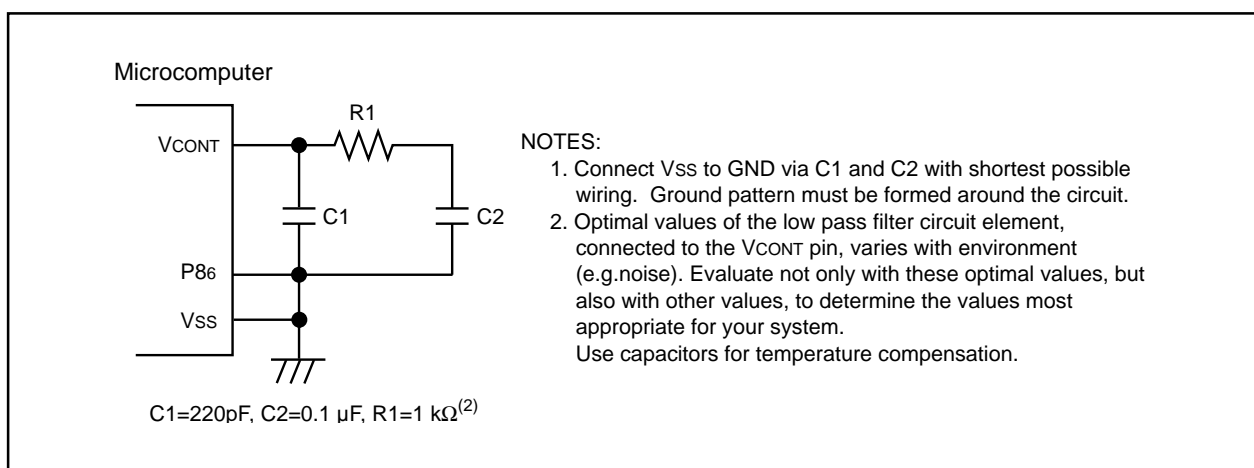 Microcomputer
R1
VCONT
C1
C2
P86
VSS
C1=220pF, C2=0.1 µF, R1=1 kΩ(2)
NOTES:
1. Connect VSS to GND via C1 and C2 with shortest possible
wiring. Ground pattern must be formed around the circuit.
2. Optimal values of the low pass filter circuit element,
connected to the VCONT pin, varies with environment
(e.g.noise). Evaluate not only with these optimal values, but
also with other values, to determine the values most
appropriate for your system.
Use capacitors for temperature compensation.